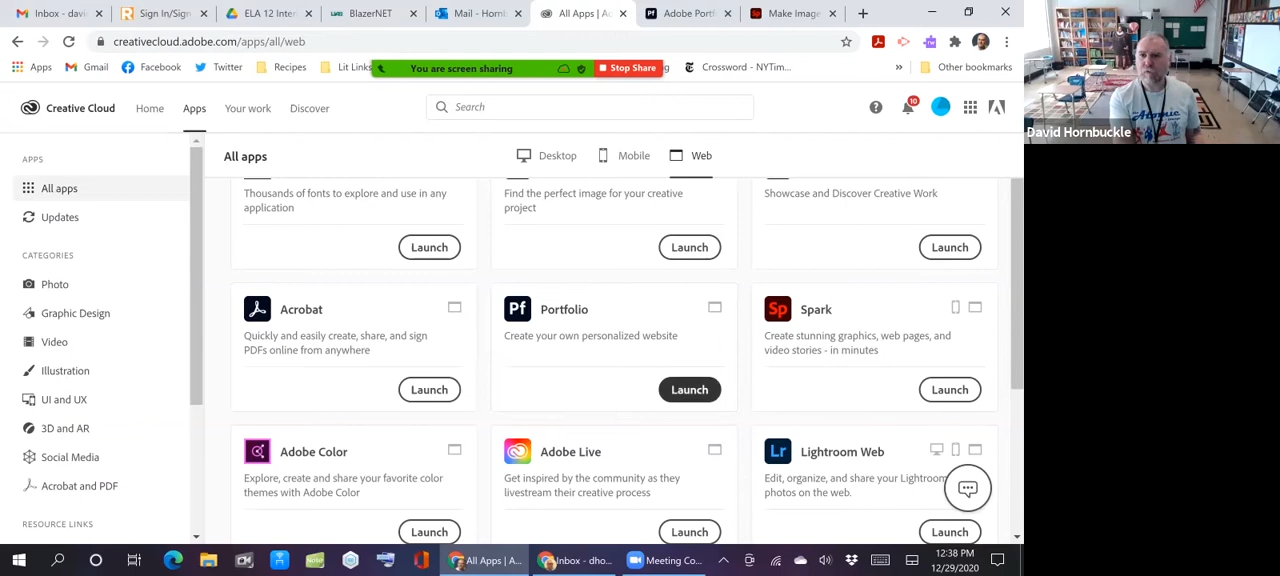 Inbox - davi
Sign In/Sign
ELA 12 Inter
BlazerNET
Mail - Hornb
All Apps | Ad
Adobe Portf
Make Image
creativecloud.adobe.com/apps/all/web
Apps Gmail Facebook Twitter Recipes Lit Links
You are screen sharing
Stop Share
Crossword - NYTim...
»
Other bookmarks
David Hornbuckle
Creative Cloud Home Apps Your work Discover
Search
10
APPS
All apps
Updates
CATEGORIES
Photo
Graphic Design
Video
Illustration
UI and UX
3D and AR
Social Media
Acrobat and PDF
RESOURCE LINKS
All apps
Desktop Mobile Web
Thousands of fonts to explore and use in any
application
Launch
Find the perfect image for your creative
project
Launch
Showcase and Discover Creative Work
Launch
Acrobat
Quickly and easily create, share, and sign
PDFs online from anywhere
Launch
Pf Portfolio
Create your own personalized website
Launch
Sp Spark
Create stunning graphics, web pages, and
video stories - in minutes
Launch
Adobe Color
Explore, create and share your favorite color
themes with Adobe Color
Launch
Adobe Live
Get inspired by the community as they
livestream their creative process
Launch
Lr Lightroom Web
Edit, organize, and share your Lightroom
photos on the web.
Launch
All Apps | A...
Inbox - dho...
Meeting Co...
12:38 PM
12/29/2020